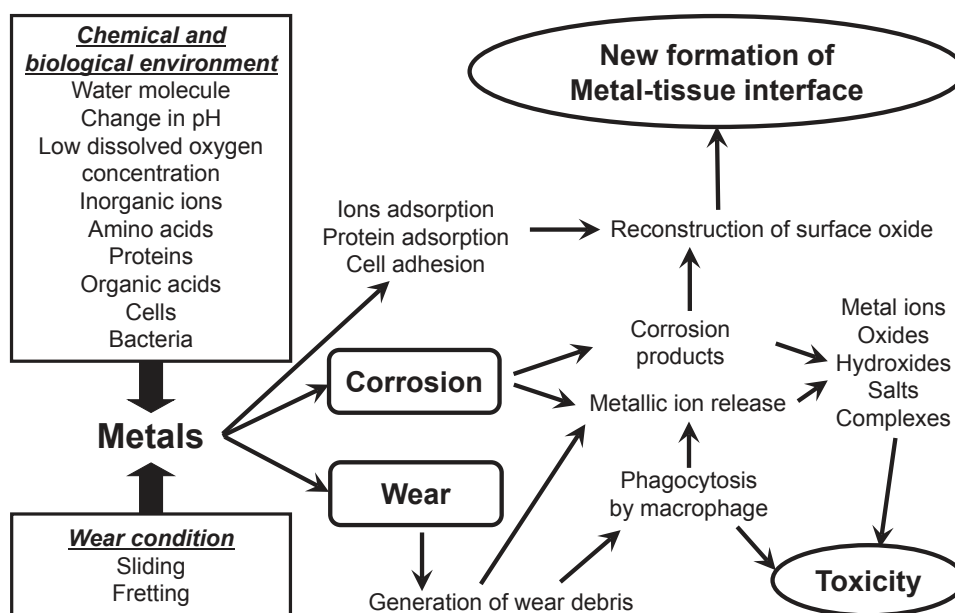 Chemical and
biological environment
Water molecule
Change in pH
Low dissolved oxygen
concentration
Inorganic ions
Amino acids
Proteins
Organic acids
Cells
Bacteria
New formation of
Metal-tissue interface
Ions adsorption
Protein adsorption
Cell adhesion
Reconstruction of surface oxide
Corrosion
products
Metal ions
Oxides
Hydroxides
Salts
Complexes
Corrosion
Metallic ion release
Metals
Wear
Phagocytosis
by macrophage
Wear condition
Sliding
Fretting
Generation of wear debris
Toxicity